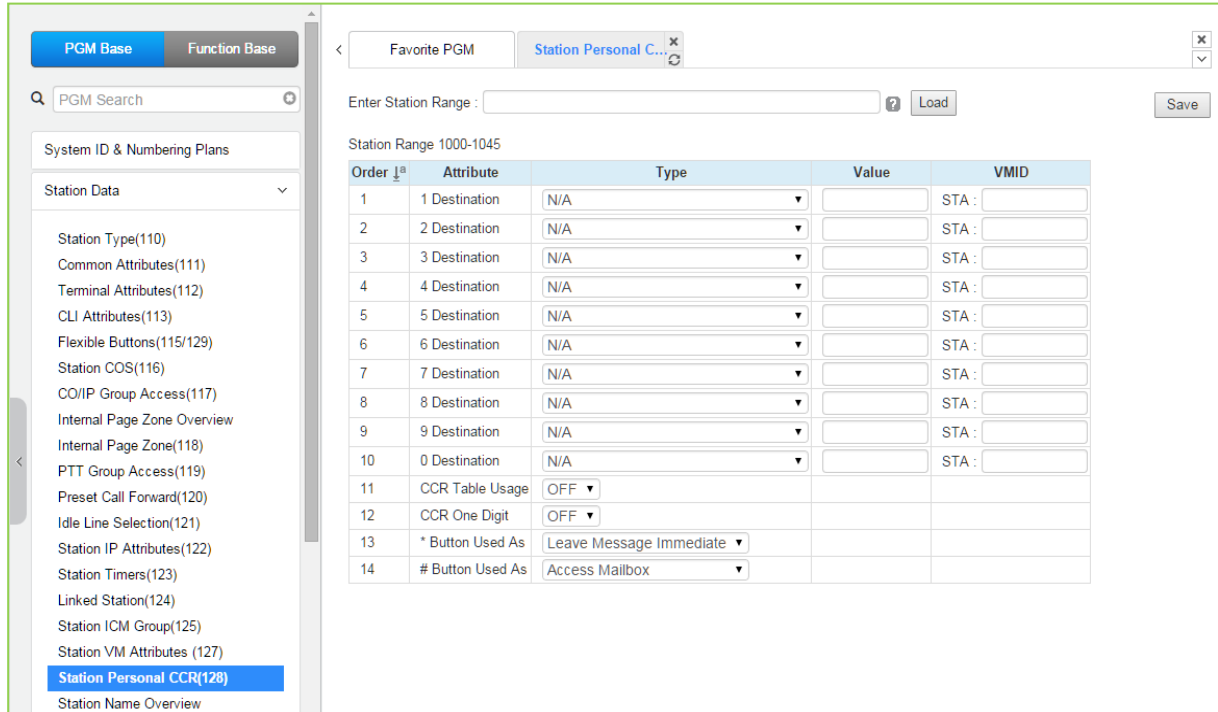 PGM Base Function Base
PGM Search
System ID & Numbering Plans
Station Data
Station Type(110)
Common Attributes(111)
Terminal Attributes(112)
CLI Attributes(113)
Flexible Buttons(115/129)
Station COS(116)
CO/IP Group Access(117)
Internal Page Zone Overview
Internal Page Zone(118)
PTT Group Access(119)
Preset Call Forward(120)
Idle Line Selection(121)
Station IP Attributes(122)
Station Timers(123)
Linked Station(124)
Station ICM Group(125)
Station VM Attributes (127)
Station Personal CCR(128)
Station Name Overview
Favorite PGM Station Personal C...
Enter Station Range : ? Load Save
Station Range 1000-1045
Order Attribute Type Value VMID
1 1 Destination N/A STA :
2 2 Destination N/A STA :
3 3 Destination N/A STA :
4 4 Destination N/A STA :
5 5 Destination N/A STA :
6 6 Destination N/A STA :
7 7 Destination N/A STA :
8 8 Destination N/A STA :
9 9 Destination N/A STA :
10 0 Destination N/A STA :
11 CCR Table Usage OFF
12 CCR One Digit OFF
13 * Button Used As Leave Message Immediate
14 # Button Used As Access Mailbox